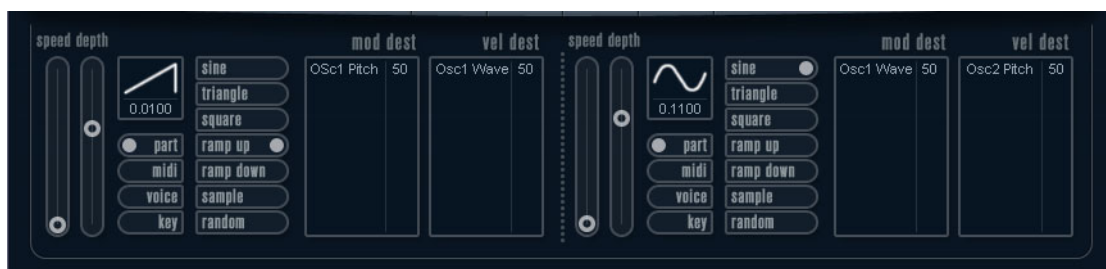 speed depth mod dest vel dest speed depth mod dest vel dest
sine OSc1 Pitch 50 Osc1 Wave 50 sine Osc1 Wave 50 Osc2 Pitch 50
triangle triangle
0.0100 0.1100
square square
part ramp up part ramp up
midi ramp down midi ramp down
voice sample voice sample
key random key random